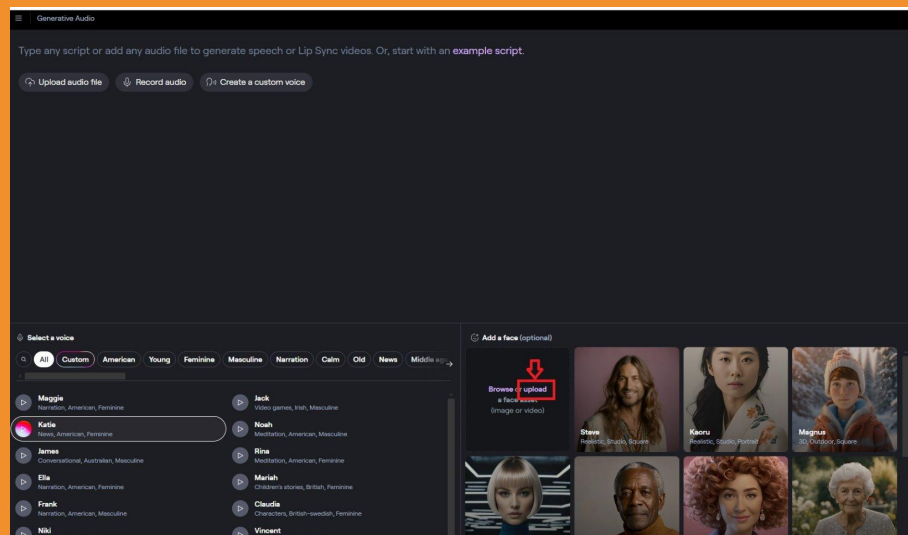 Generative Audio
Type any script or add any audio file to generate speech or Lip Sync videos. Or, start with an example script.
Upload audio file Record audio Create a custom voice
Select a voice
All Custom American Young Feminine Masculine Narration Calm Old News Middle
Maggie
Narration, American, Feminine
Jack
Video games, Irish, Masculine
Katie
News, American, Feminine
Noah
Meditation, American, Masculine
James
Conversational, Australian, Masculine
Rina
Meditation, American, Feminine
Ella
Narration, American, Feminine
Mariah
Children's stories, British, Feminine
Frank
Narration, American, Masculine
Claudia
Characters, British-swedish, Feminine
Niki
Vincent
Add a face (optional)
Browse or upload
a face asset
(image or video)
Steve
Realistic, Studio, Square
Kaoru
Realistic, Studio, Portrait
Magnus
3D, Outdoor, Square